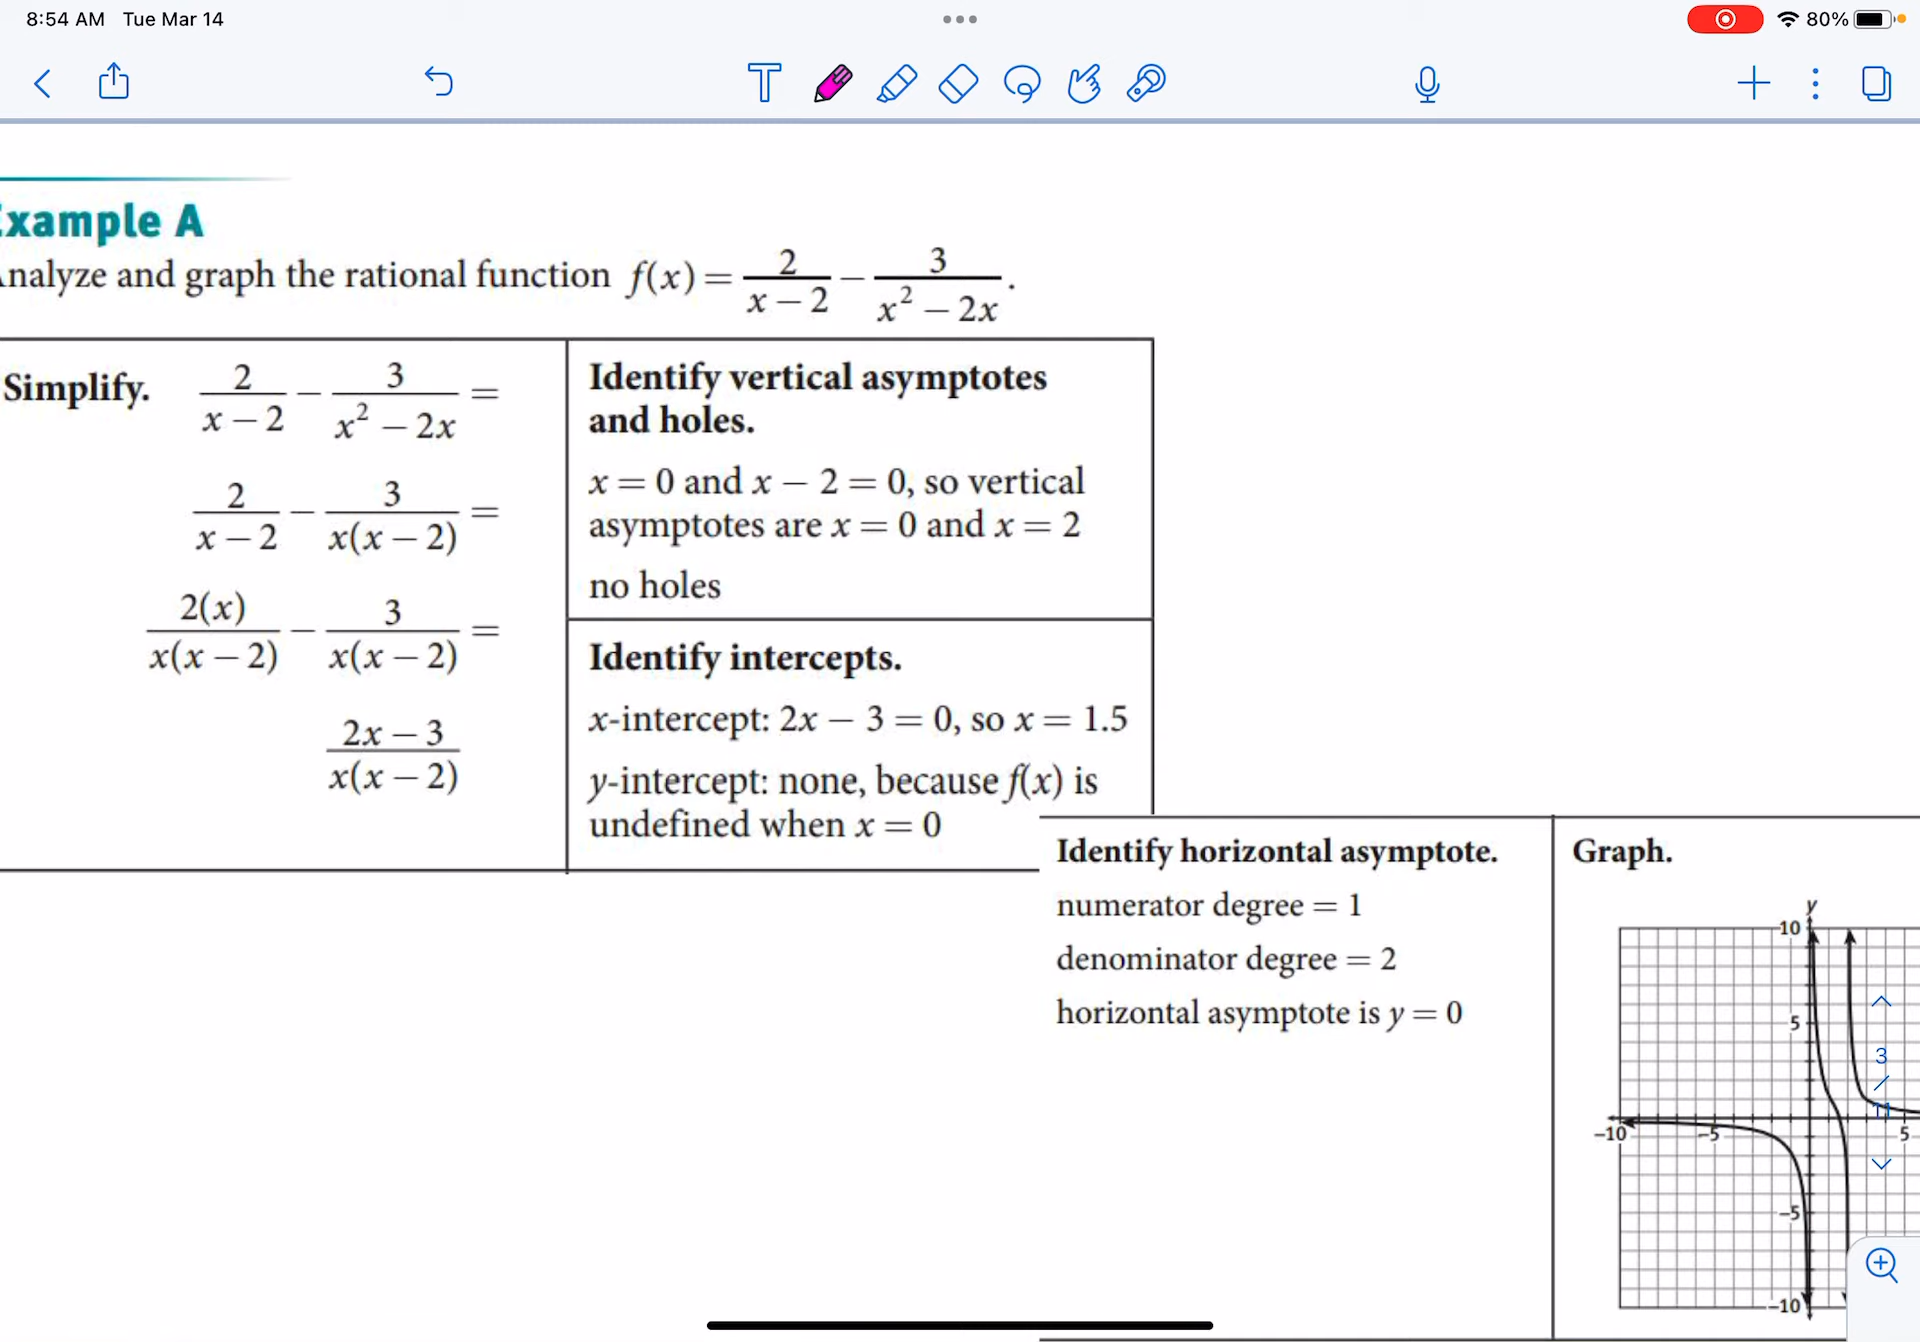 8:54 AM Tue Mar 14
80%
xample A
nalyze and graph the rational function f(x) = 2/(x − 2) − 3/(x² − 2x).
Simplify. 2/(x − 2) − 3/(x² − 2x) =
2/(x − 2) − 3/(x(x − 2)) =
2(x)/(x(x − 2)) − 3/(x(x − 2)) =
(2x − 3)/(x(x − 2))
Identify vertical asymptotes
and holes.
x = 0 and x − 2 = 0, so vertical
asymptotes are x = 0 and x = 2
no holes
Identify intercepts.
x-intercept: 2x − 3 = 0, so x = 1.5
y-intercept: none, because f(x) is
undefined when x = 0
Identify horizontal asymptote.
numerator degree = 1
denominator degree = 2
horizontal asymptote is y = 0
Graph.
y
10
5
−10
−5
5
−5
−10
3
/
11